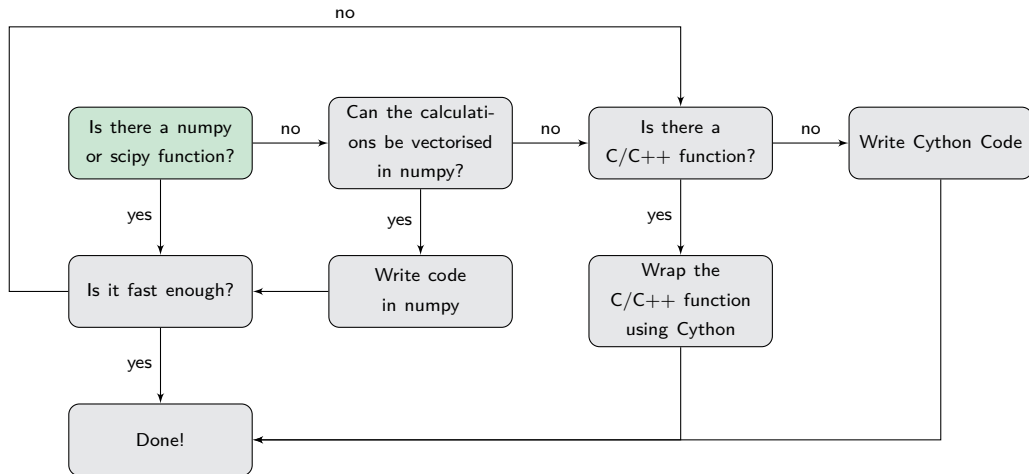 no
Is there a numpy
or scipy function?
no
Can the calculati-
ons be vectorised
in numpy?
no
Is there a
C/C++ function?
no
Write Cython Code
yes
yes
yes
Is it fast enough?
Write code
in numpy
Wrap the
C/C++ function
using Cython
yes
Done!